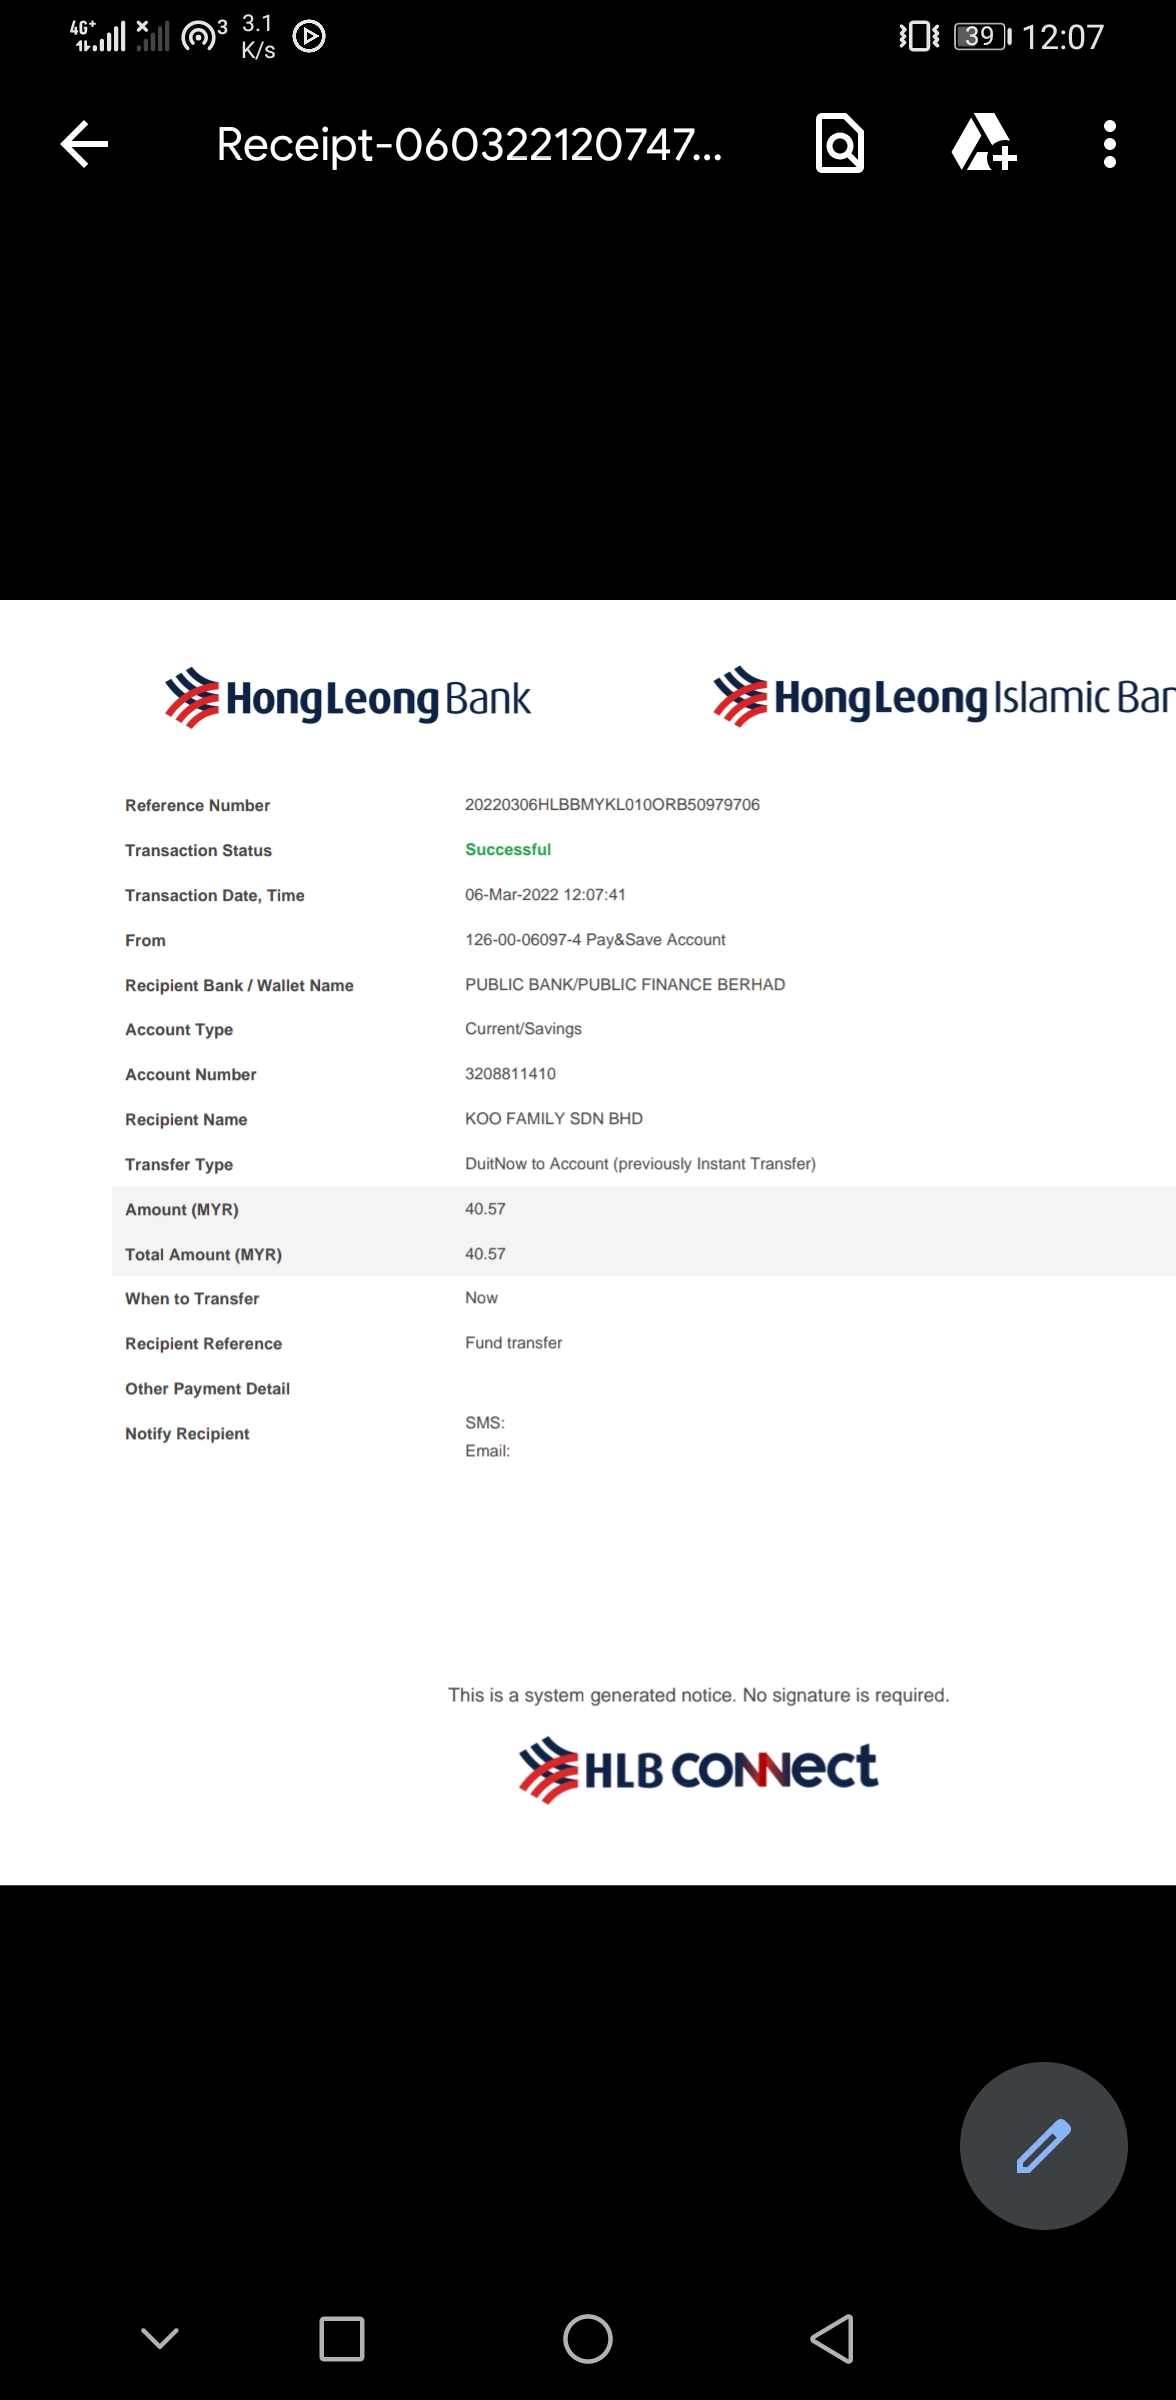 4G+ 3 3.1 K/s 39 12:07
Receipt-060322120747...
HongLeong Bank HongLeong Islamic Ban
Reference Number 20220306HLBBMYKL010ORB50979706
Transaction Status Successful
Transaction Date, Time 06-Mar-2022 12:07:41
From 126-00-06097-4 Pay&Save Account
Recipient Bank / Wallet Name PUBLIC BANK/PUBLIC FINANCE BERHAD
Account Type Current/Savings
Account Number 3208811410
Recipient Name KOO FAMILY SDN BHD
Transfer Type DuitNow to Account (previously Instant Transfer)
Amount (MYR) 40.57
Total Amount (MYR) 40.57
When to Transfer Now
Recipient Reference Fund transfer
Other Payment Detail
Notify Recipient SMS:
Email:
This is a system generated notice. No signature is required.
HLB CONNect